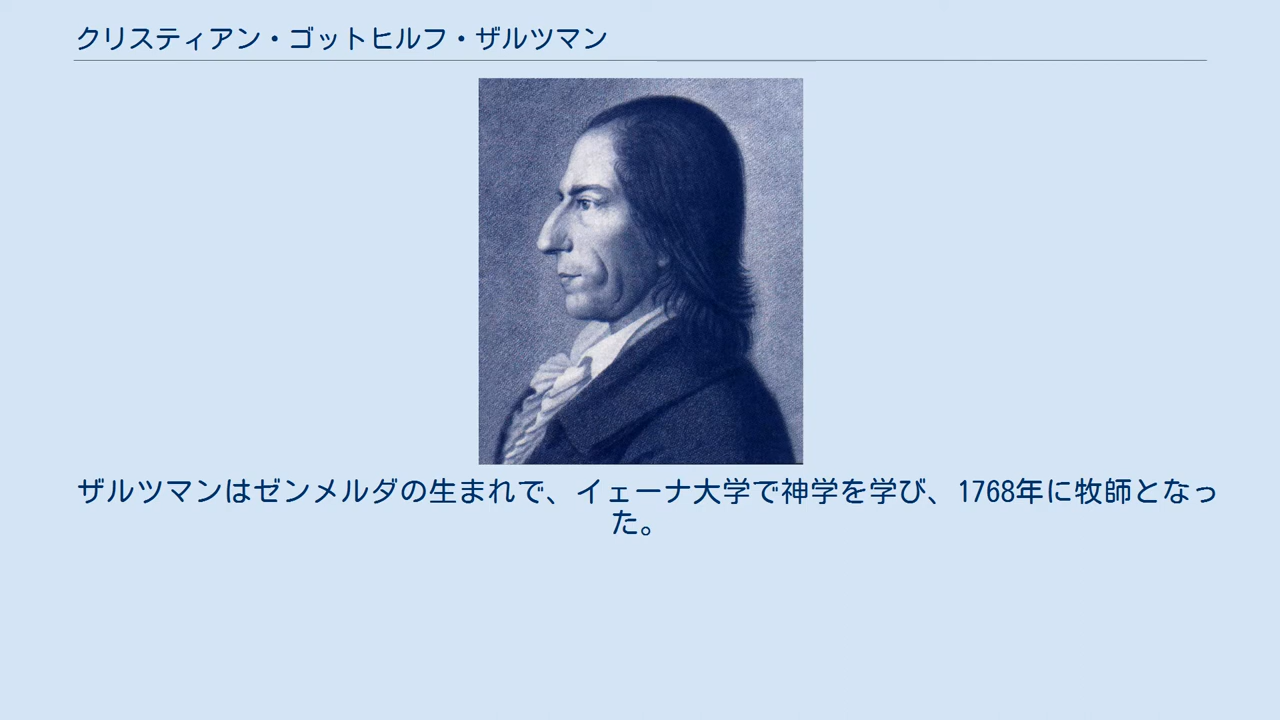 クリスティアン・ゴットヒルフ・ザルツマン
ザルツマンはゼンメルダの生まれで、イェーナ大学で神学を学び、1768年に牧師となっ
た。